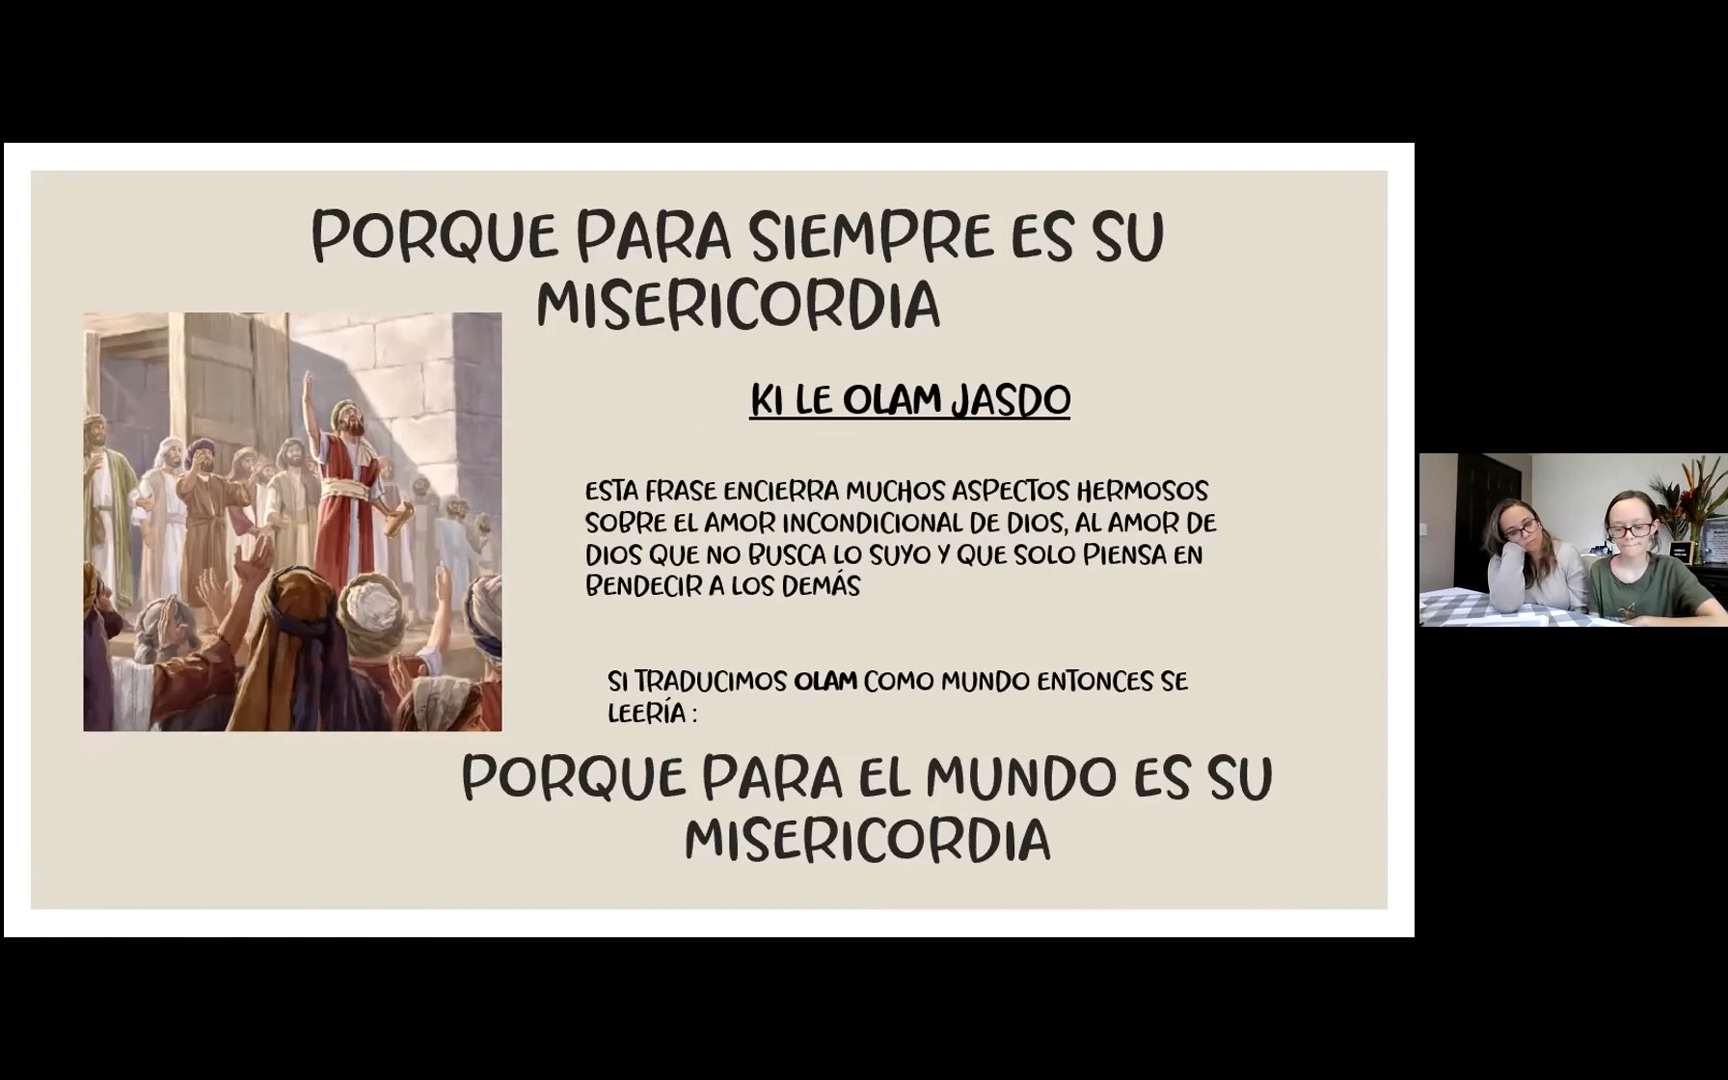 PORQUE PARA SIEMPRE ES SU
MISERICORDIA
KI LE OLAM JASDO
ESTA FRASE ENCIERRA MUCHOS ASPECTOS HERMOSOS
SOBRE EL AMOR INCONDICIONAL DE DIOS, AL AMOR DE
DIOS QUE NO BUSCA LO SUYO Y QUE SOLO PIENSA EN
BENDECIR A LOS DEMÁS
SI TRADUCIMOS OLAM COMO MUNDO ENTONCES SE
LEERÍA :
PORQUE PARA EL MUNDO ES SU
MISERICORDIA